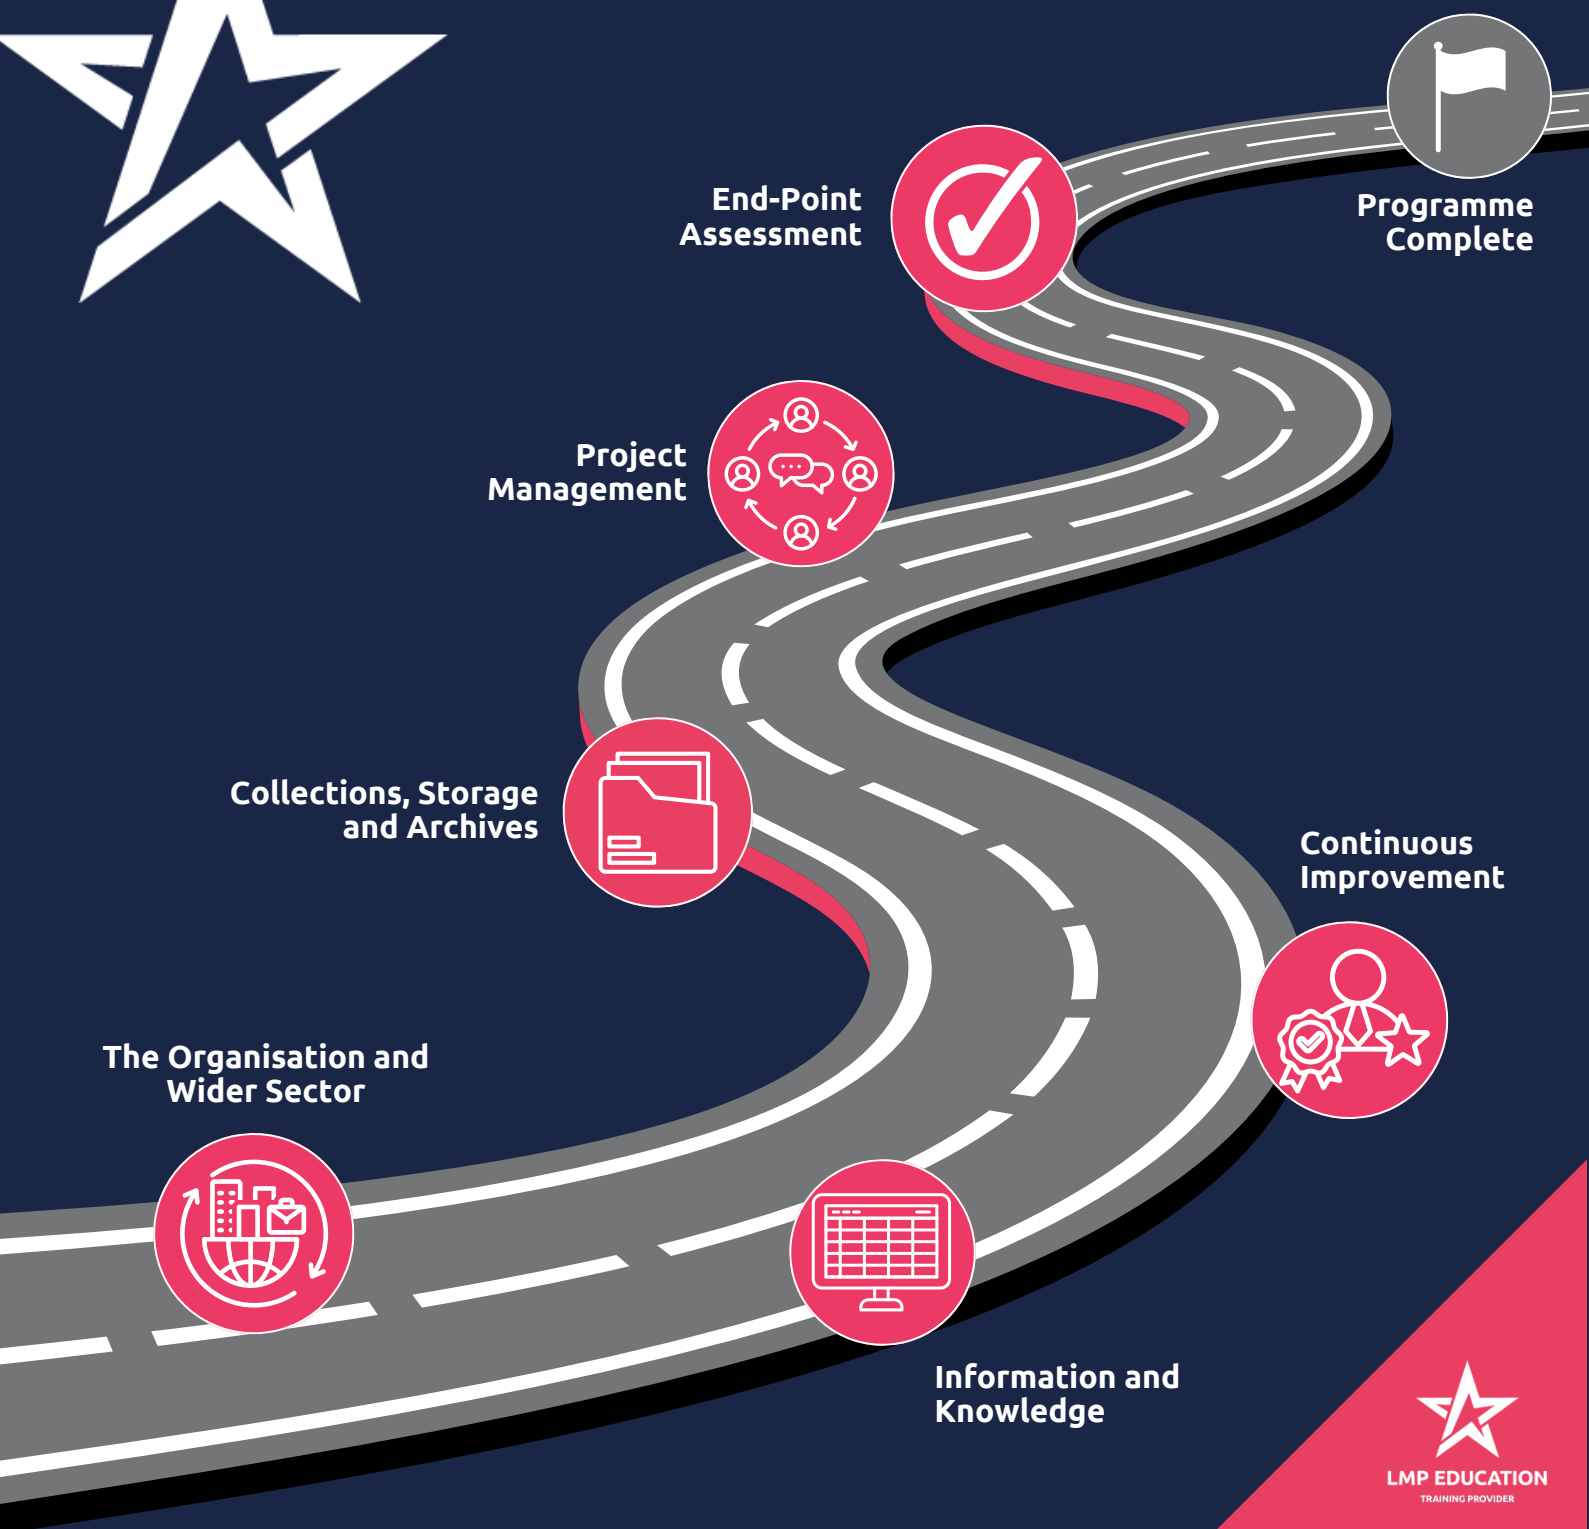 End-Point
Assessment
Programme
Complete
Project
Management
Collections, Storage
and Archives
Continuous
Improvement
The Organisation and
Wider Sector
Information and
Knowledge
LMP EDUCATION
TRAINING PROVIDER